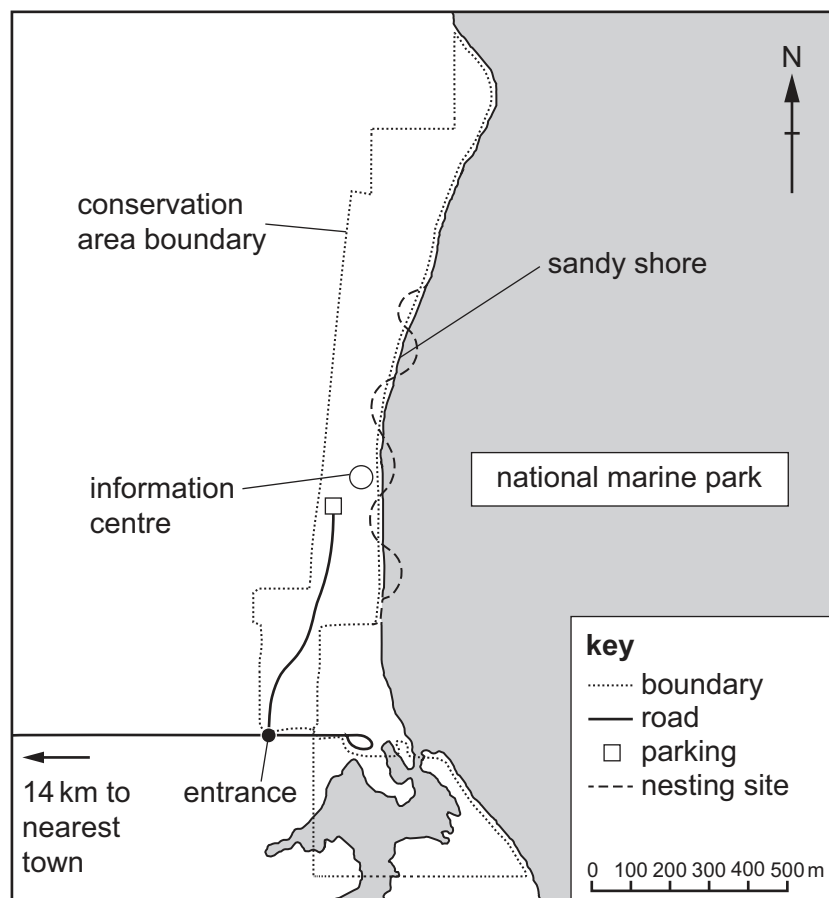 N
conservation
area boundary
sandy shore
information
centre
national marine park
key
boundary
road
parking
nesting site
14 km to
nearest
town
entrance
0 100 200 300 400 500 m